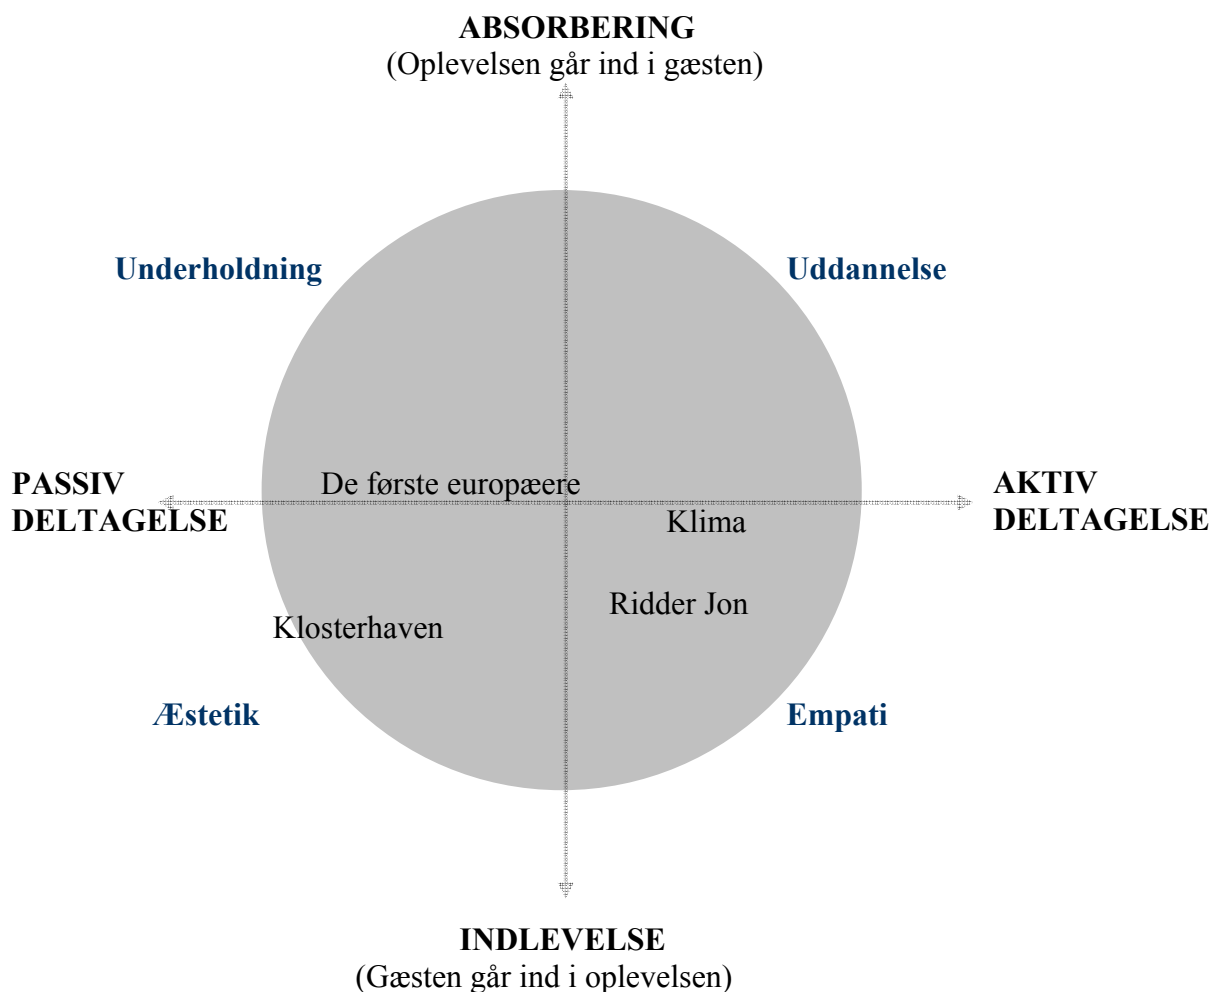 ABSORBERING
(Oplevelsen går ind i gæsten)
Underholdning
Uddannelse
PASSIV
DELTAGELSE
De første europæere
AKTIV
DELTAGELSE
Klima
Ridder Jon
Klosterhaven
Æstetik
Empati
INDLEVELSE
(Gæsten går ind i oplevelsen)